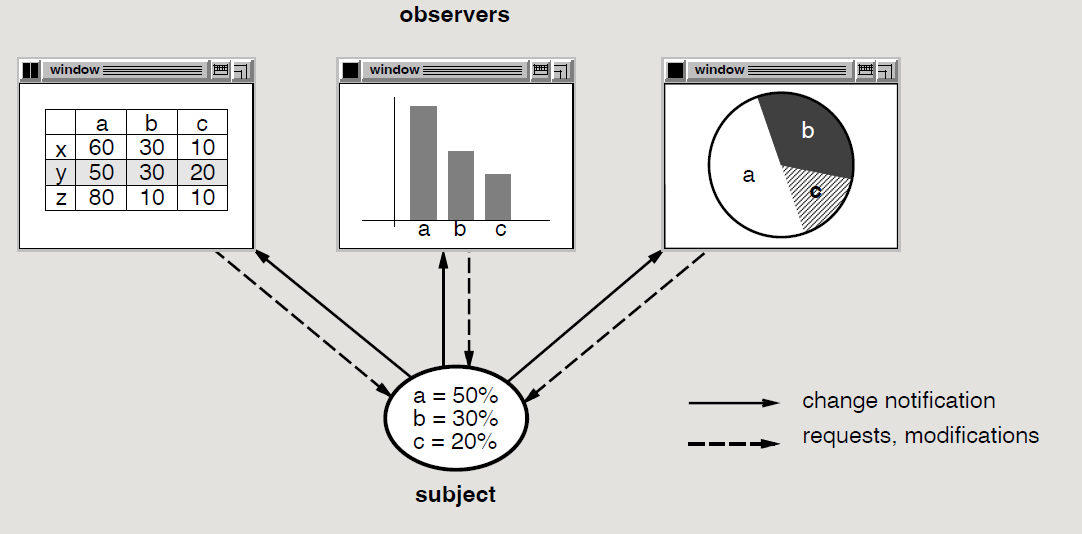 observers
window
window
window
a b c
x 60 30 10
y 50 30 20
z 80 10 10
a b c
a
b
c
a = 50%
b = 30%
c = 20%
subject
change notification
requests, modifications